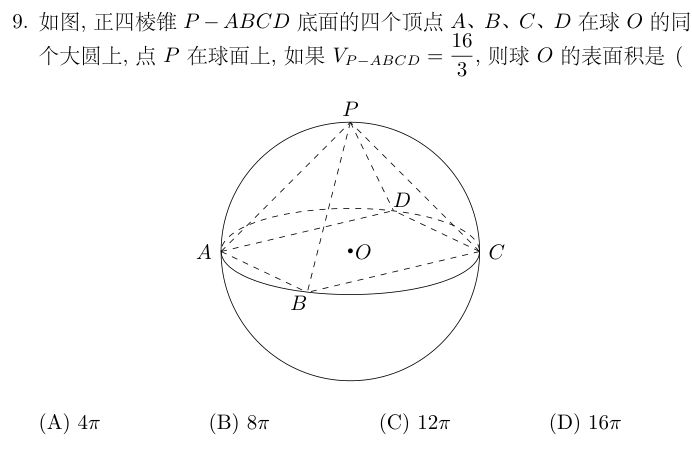 9. 如图, 正四棱锥 P − ABCD 底面的四个顶点 A、B、C、D 在球 O 的同
个大圆上, 点 P 在球面上, 如果 V_{P−ABCD} = 16/3, 则球 O 的表面积是 (
P
D
A
O
C
B
(A) 4π (B) 8π (C) 12π (D) 16π